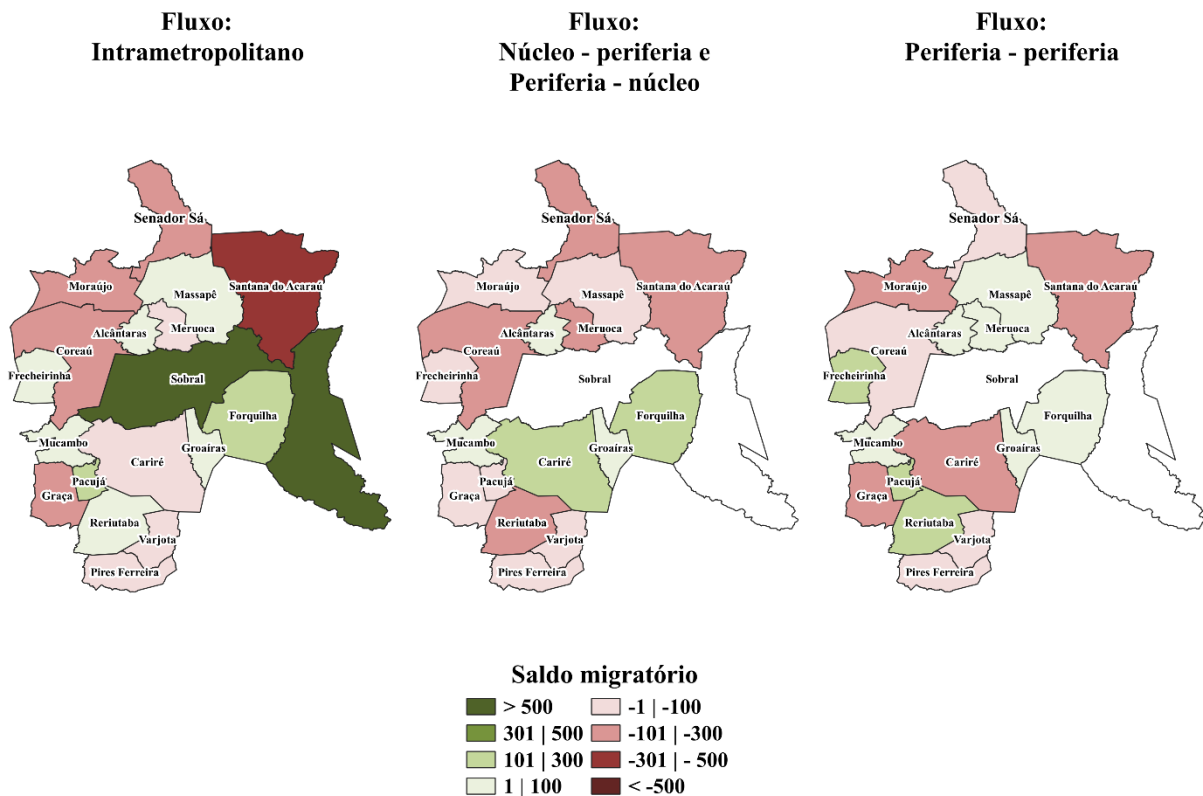 Fluxo:
Intrametropolitano
Fluxo:
Núcleo - periferia e
Periferia - núcleo
Fluxo:
Periferia - periferia
Senador Sá
Moraújo
Massapê
Santana do Acaraú
Alcântaras
Meruoca
Coreaú
Frecheirinha
Sobral
Forquilha
Mucambo
Groaíras
Cariré
Pacujá
Graça
Reriutaba
Varjota
Pires Ferreira
Senador Sá
Moraújo
Massapê
Santana do Acaraú
Alcântaras
Meruoca
Coreaú
Frecheirinha
Sobral
Forquilha
Mucambo
Groaíras
Cariré
Pacujá
Graça
Reriutaba
Varjota
Pires Ferreira
Senador Sá
Moraújo
Massapê
Santana do Acaraú
Alcântaras
Meruoca
Coreaú
Frecheirinha
Sobral
Forquilha
Mucambo
Groaíras
Cariré
Pacujá
Graça
Reriutaba
Varjota
Pires Ferreira
Saldo migratório
> 500
301 | 500
101 | 300
1 | 100
-1 | -100
-101 | -300
-301 | - 500
< -500